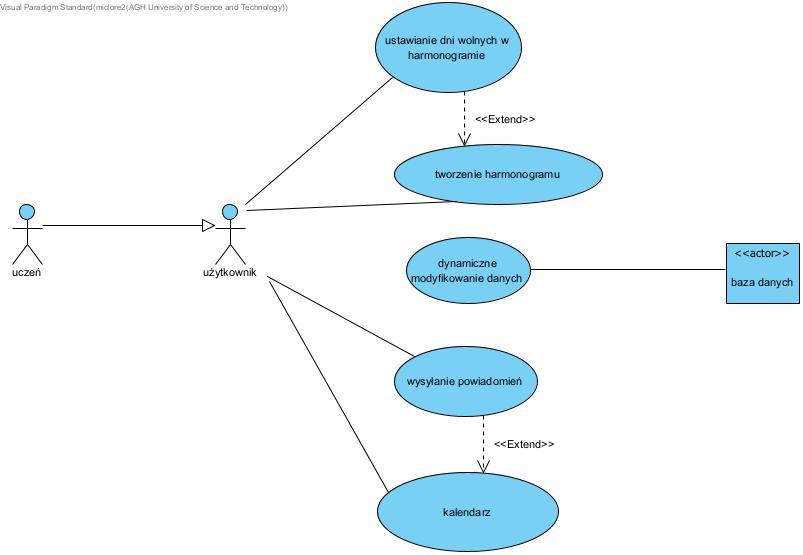 Visual Paradigm Standard(miclore2(AGH University of Science and Technology))
ustawianie dni wolnych w
harmonogramie
<<Extend>>
tworzenie harmonogramu
uczeń
użytkownik
dynamiczne
modyfikowanie danych
<<actor>>
baza danych
wysyłanie powiadomień
<<Extend>>
kalendarz